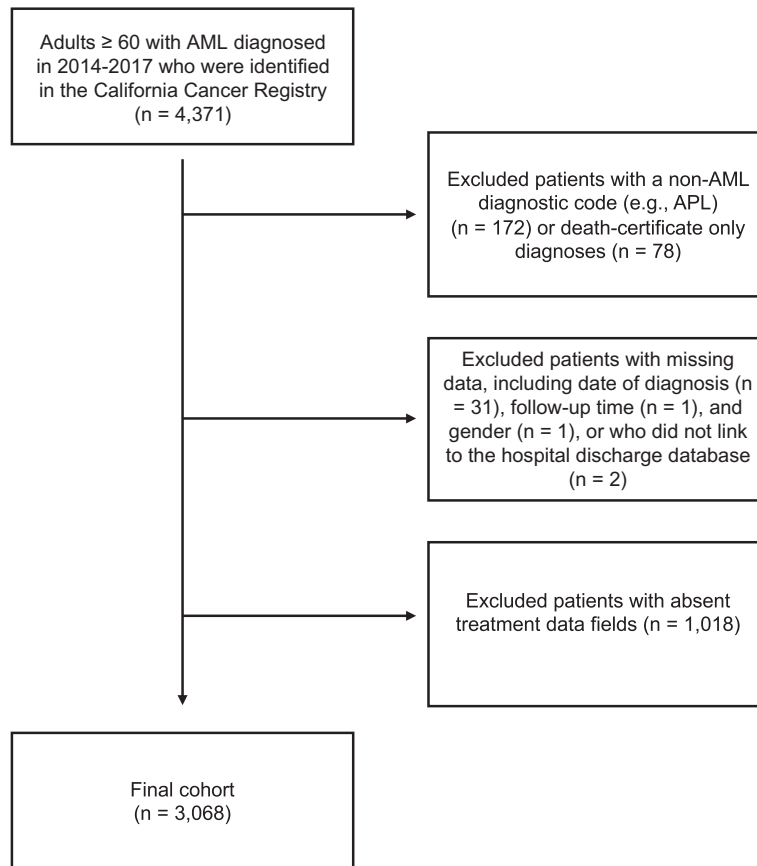 Adults ≥ 60 with AML diagnosed
in 2014-2017 who were identified
in the California Cancer Registry
(n = 4,371)
Excluded patients with a non-AML
diagnostic code (e.g., APL)
(n = 172) or death-certificate only
diagnoses (n = 78)
Excluded patients with missing
data, including date of diagnosis (n
= 31), follow-up time (n = 1), and
gender (n = 1), or who did not link
to the hospital discharge database
(n = 2)
Excluded patients with absent
treatment data fields (n = 1,018)
Final cohort
(n = 3,068)